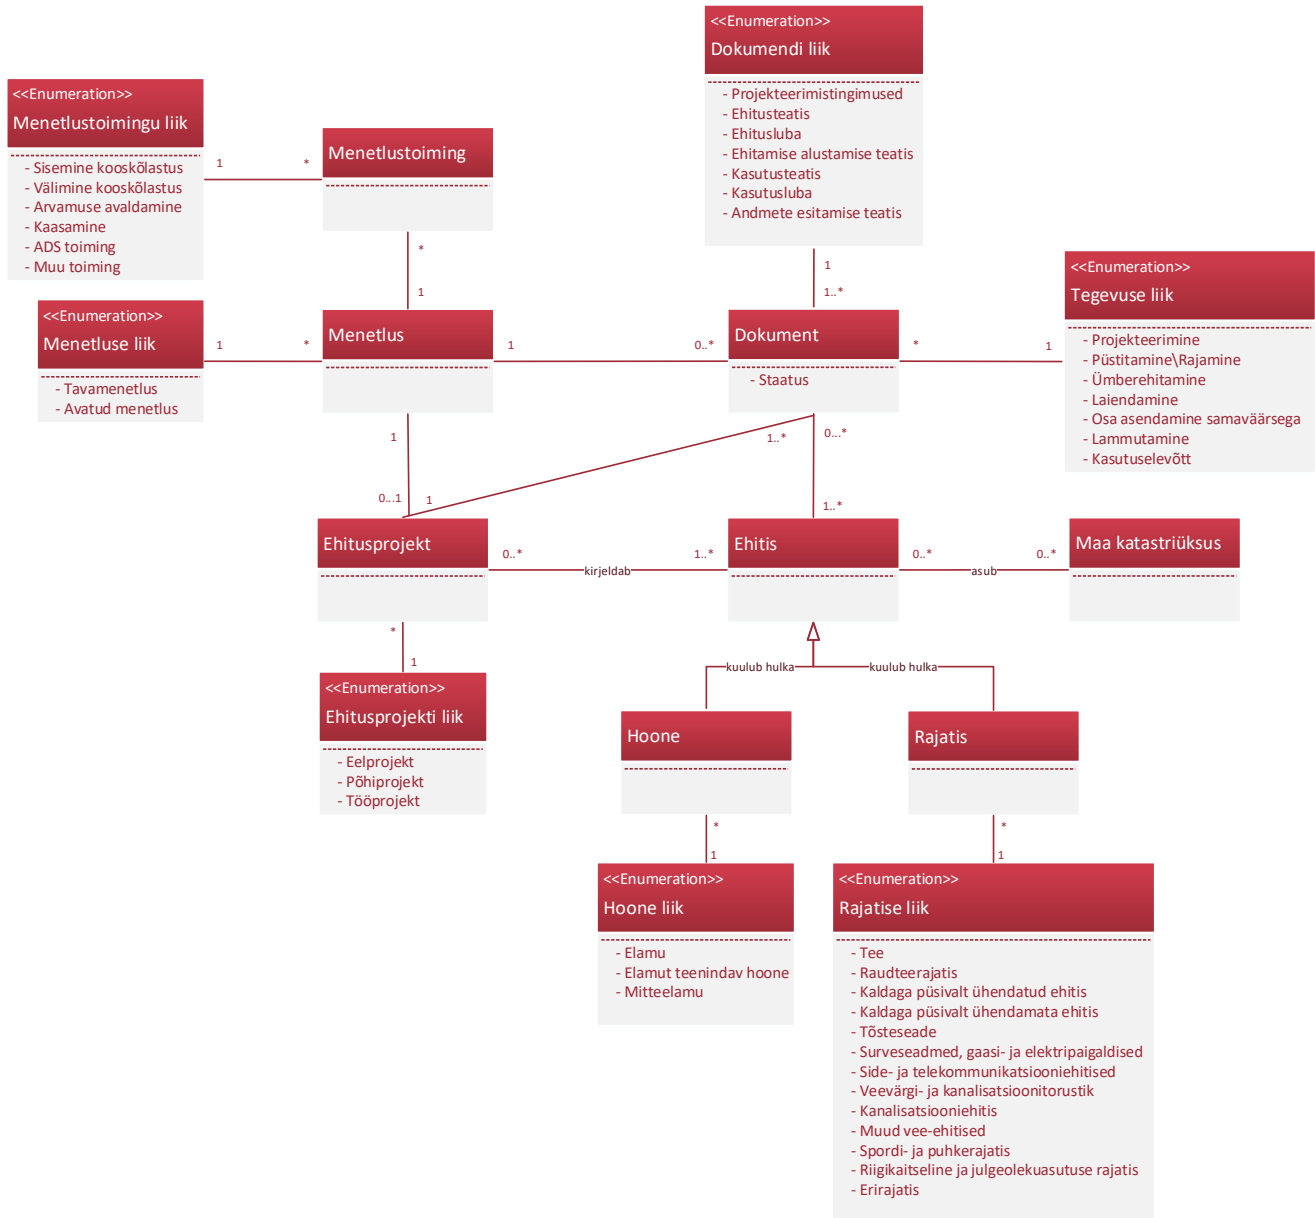 <<Enumeration>>
Dokumendi liik
- Projekteerimistingimused
- Ehitusteatis
- Ehitusluba
- Ehitamise alustamise teatis
- Kasutusteatis
- Kasutusluba
- Andmete esitamise teatis
<<Enumeration>>
Menetlustoimingu liik
- Sisemine kooskõlastus
- Välimine kooskõlastus
- Arvamuse avaldamine
- Kaasamine
- ADS toiming
- Muu toiming
1
*
Menetlustoiming
*
1
1
1..*
<<Enumeration>>
Tegevuse liik
- Projekteerimine
- Püstitamine\Rajamine
- Ümberehitamine
- Laiendamine
- Osa asendamine samaväärsega
- Lammutamine
- Kasutuselevõtt
<<Enumeration>>
Menetluse liik
- Tavamenetlus
- Avatud menetlus
1
*
Menetlus
1
0..*
Dokument
- Staatus
*
1
1
0...1
1
1..*
0...*
1..*
Ehitusprojekt
0..*
kirjeldab
1..*
Ehitis
0..*
asub
0..*
Maa katastriüksus
*
1
<<Enumeration>>
Ehitusprojekti liik
- Eelprojekt
- Põhiprojekt
- Tööprojekt
kuulub hulka
kuulub hulka
Hoone
Rajatis
*
1
*
1
<<Enumeration>>
Hoone liik
- Elamu
- Elamut teenindav hoone
- Mitteelamu
<<Enumeration>>
Rajatise liik
- Tee
- Raudteerajatis
- Kaldaga püsivalt ühendatud ehitis
- Kaldaga püsivalt ühendamata ehitis
- Tõsteseade
- Surveseadmed, gaasi- ja elektripaigaldised
- Side- ja telekommunikatsiooniehitised
- Veevärgi- ja kanalisatsioonitorustik
- Kanalisatsiooniehitis
- Muud vee-ehitised
- Spordi- ja puhkerajatis
- Riigikaitseline ja julgeolekuasutuse rajatis
- Erirajatis